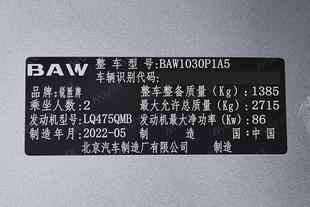 BAW 整车型号:BAW1030P1A5
车辆识别代码:
品牌:锐胜牌 整车整备质量(Kg):1385
乘坐人数:2 最大允许总质量(Kg):2715
发动机型号:LQ475QMB 发动机最大净功率(Kw):86
制造年月:2022-05 制造国:中国
北京汽车制造厂有限公司